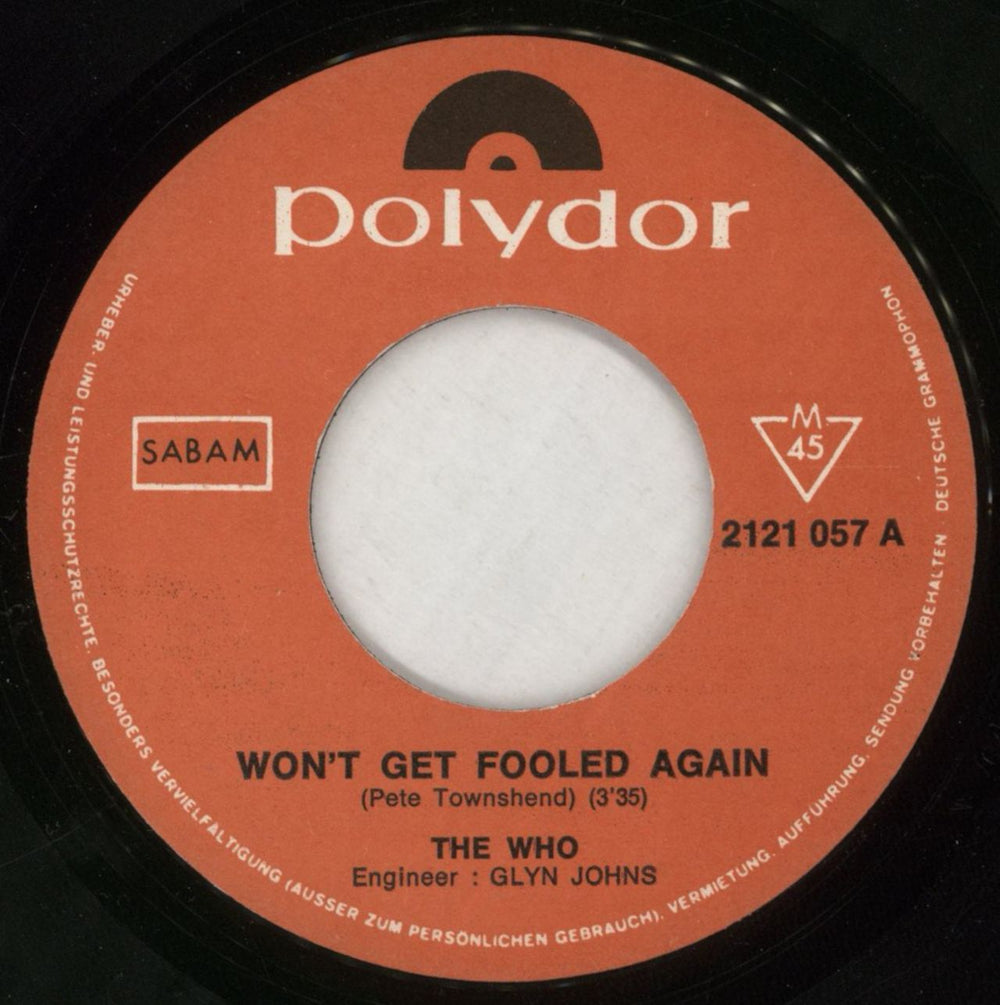 polydor
URHEBER- UND LEISTUNGSSCHUTZRECHTE, BESONDERS VERVIELFÄLTIGUNG (AUSSER ZUM PERSÖNLICHEN GEBRAUCH), VERMIETUNG, AUFFÜHRUNG, SENDUNG VORBEHALTEN · DEUTSCHE GRAMMOPHON
SABAM
M
45
2121 057 A
WON'T GET FOOLED AGAIN
(Pete Townshend) (3'35)
THE WHO
Engineer : GLYN JOHNS